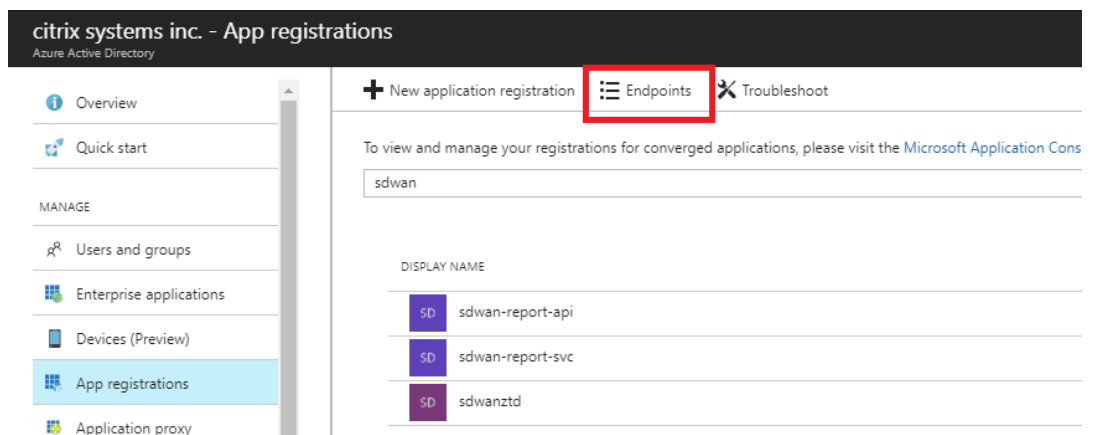 citrix systems inc. - App registrations
Azure Active Directory
Overview
Quick start
MANAGE
Users and groups
Enterprise applications
Devices (Preview)
App registrations
Application proxy
New application registration Endpoints Troubleshoot
To view and manage your registrations for converged applications, please visit the Microsoft Application Cons
sdwan
DISPLAY NAME
SD sdwan-report-api
SD sdwan-report-svc
SD sdwanztd